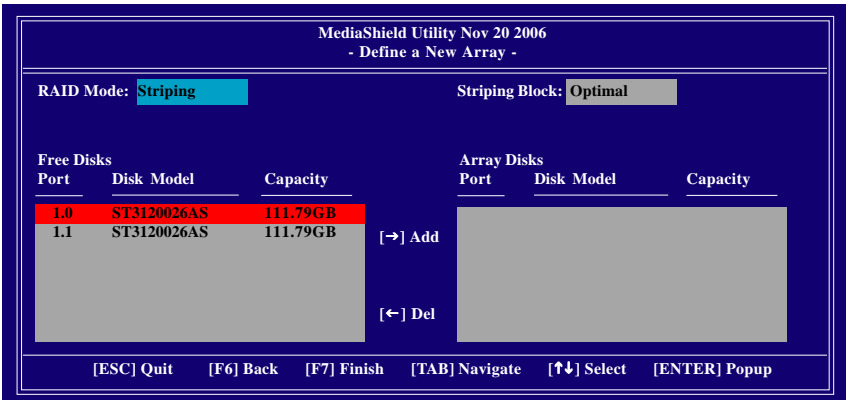 MediaShield Utility Nov 20 2006
- Define a New Array -
RAID Mode: Striping Striping Block: Optimal
Free Disks Array Disks
Port Disk Model Capacity Port Disk Model Capacity
1.0 ST3120026AS 111.79GB
1.1 ST3120026AS 111.79GB
[→] Add
[←] Del
[ESC] Quit [F6] Back [F7] Finish [TAB] Navigate [↑↓] Select [ENTER] Popup